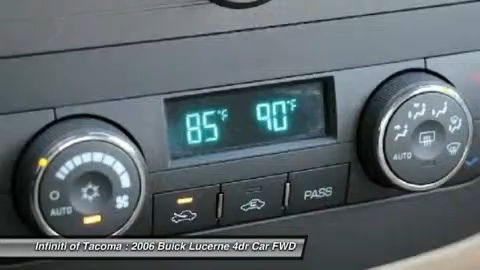 85°F 90°F
AUTO
AUTO
PASS
Infiniti of Tacoma : 2006 Buick Lucerne 4dr Car FWD